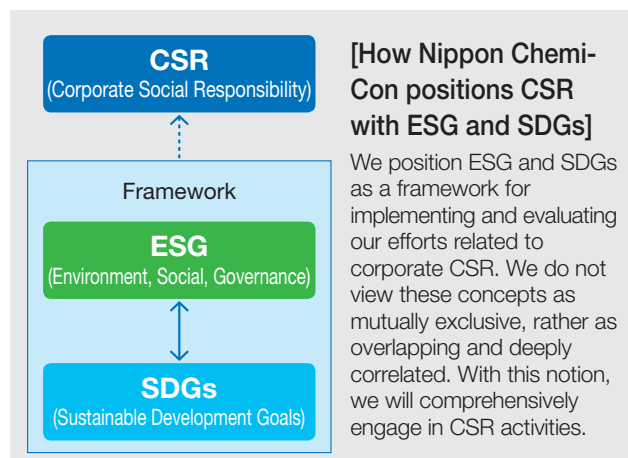 CSR
(Corporate Social Responsibility)
Framework
ESG
(Environment, Social, Governance)
SDGs
(Sustainable Development Goals)
[How Nippon Chemi-
Con positions CSR
with ESG and SDGs]
We position ESG and SDGs
as a framework for
implementing and evaluating
our efforts related to
corporate CSR. We do not
view these concepts as
mutually exclusive, rather as
overlapping and deeply
correlated. With this notion,
we will comprehensively
engage in CSR activities.